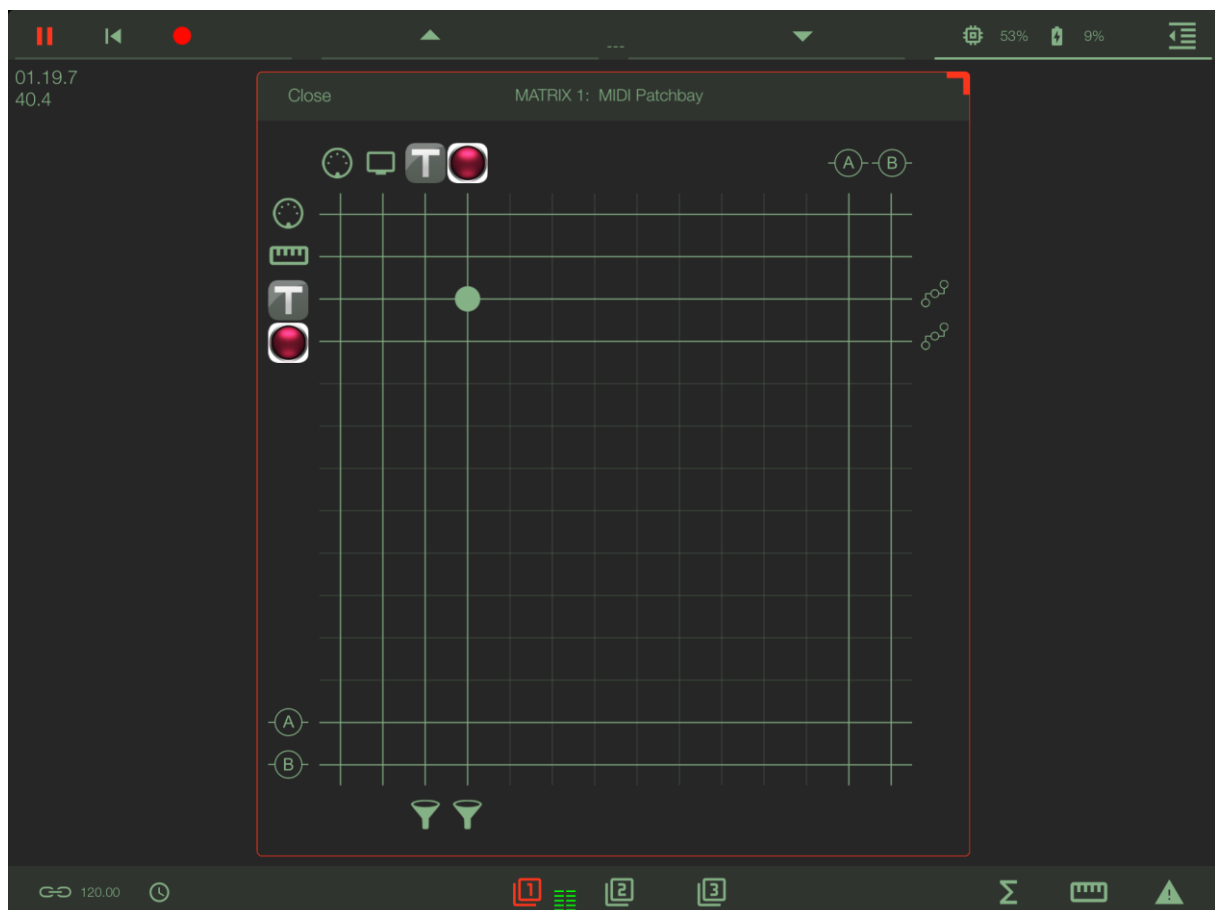 --- 53% 9%
01.19.7
40.4
Close MATRIX 1: MIDI Patchbay
T A B
T
A
B
120.00 1 2 3 Σ